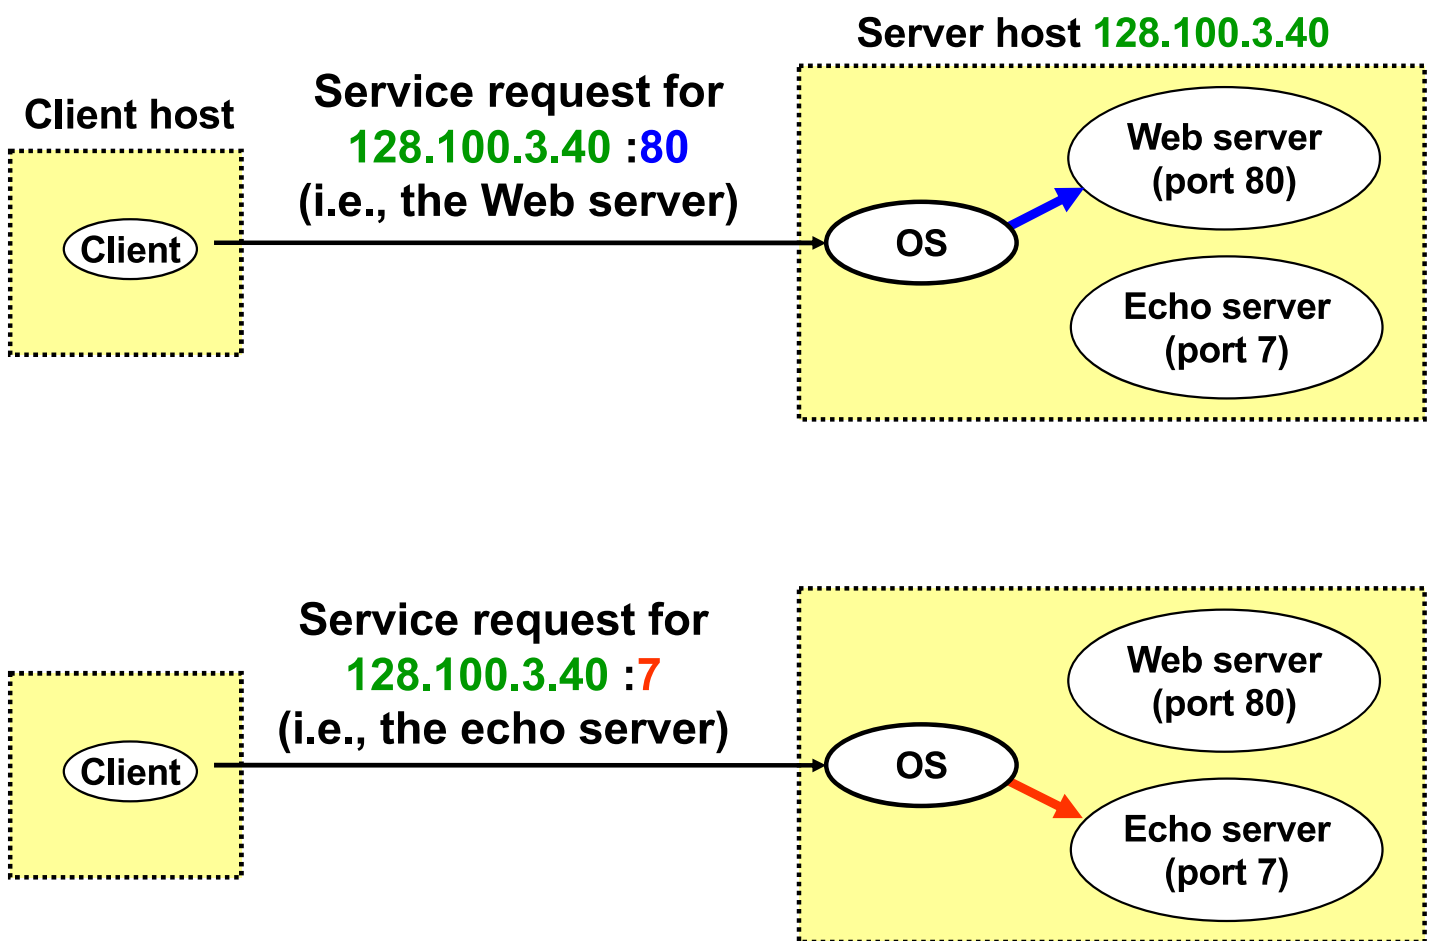 Server host 128.100.3.40
Client host
Service request for
128.100.3.40 :80
(i.e., the Web server)
Client
OS
Web server
(port 80)
Echo server
(port 7)
Service request for
128.100.3.40 :7
(i.e., the echo server)
Client
OS
Web server
(port 80)
Echo server
(port 7)